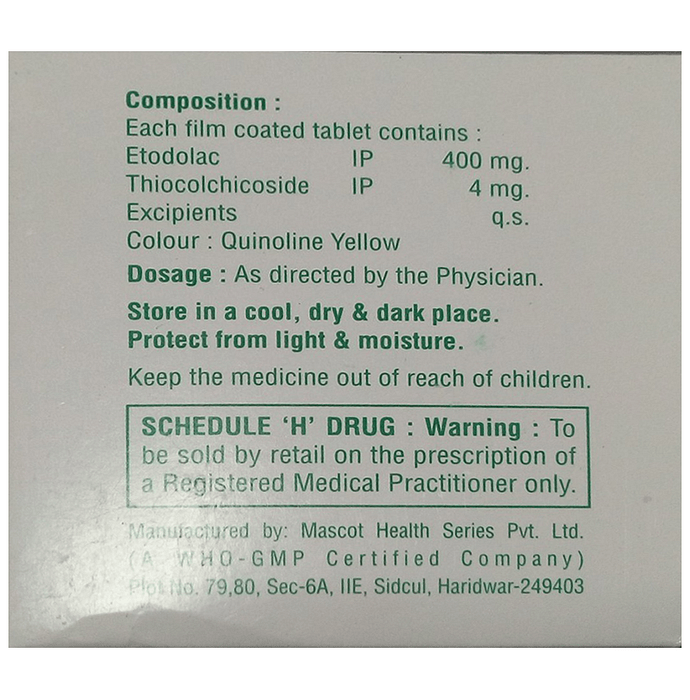 Composition :
Each film coated tablet contains :
Etodolac IP 400 mg.
Thiocolchicoside IP 4 mg.
Excipients q.s.
Colour : Quinoline Yellow
Dosage : As directed by the Physician.
Store in a cool, dry & dark place.
Protect from light & moisture.
Keep the medicine out of reach of children.
SCHEDULE ‘H’ DRUG : Warning : To
be sold by retail on the prescription of
a Registered Medical Practitioner only.
Manufactured by: Mascot Health Series Pvt. Ltd.
(A WHO-GMP Certified Company)
Plot No. 79,80, Sec-6A, IIE, Sidcul, Haridwar-249403